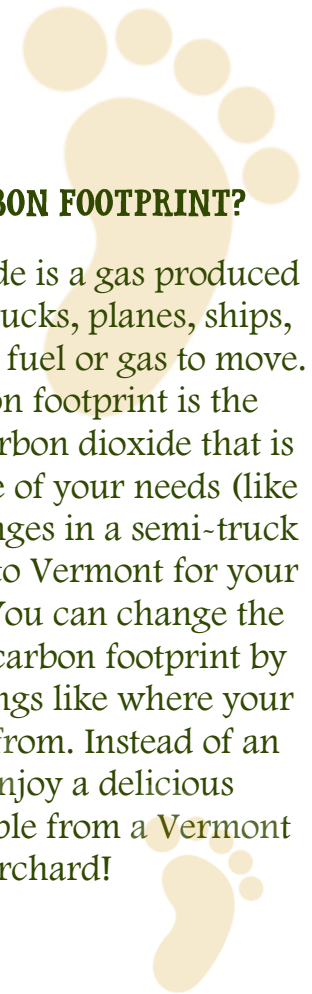 BON FOOTPRINT?
de is a gas produced
ucks, planes, ships,
fuel or gas to move.
on footprint is the
rbon dioxide that is
e of your needs (like
nges in a semi-truck
to Vermont for your
You can change the
carbon footprint by
ngs like where your
from. Instead of an
njoy a delicious
ple from a Vermont
rchard!